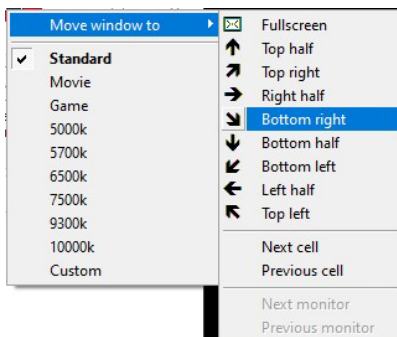 Move window to
Standard
Movie
Game
5000k
5700k
6500k
7500k
9300k
10000k
Custom
Fullscreen
Top half
Top right
Right half
Bottom right
Bottom half
Bottom left
Left half
Top left
Next cell
Previous cell
Next monitor
Previous monitor